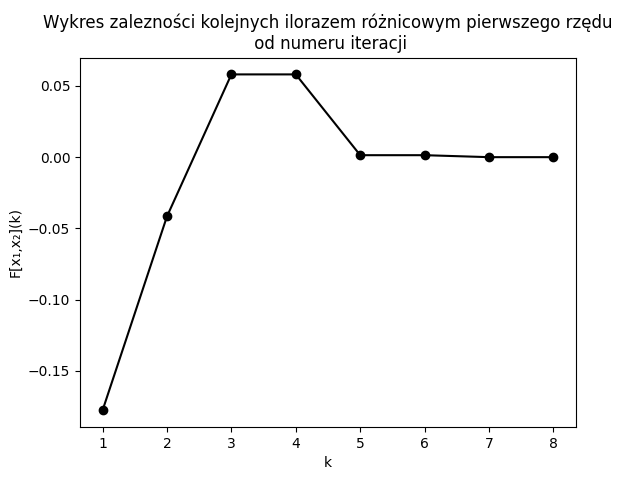 Wykres zalezności kolejnych ilorazem różnicowym pierwszego rzędu
od numeru iteracji
0.05
0.00
−0.05
−0.10
−0.15
F[x₁,x₂](k)
1 2 3 4 5 6 7 8
k